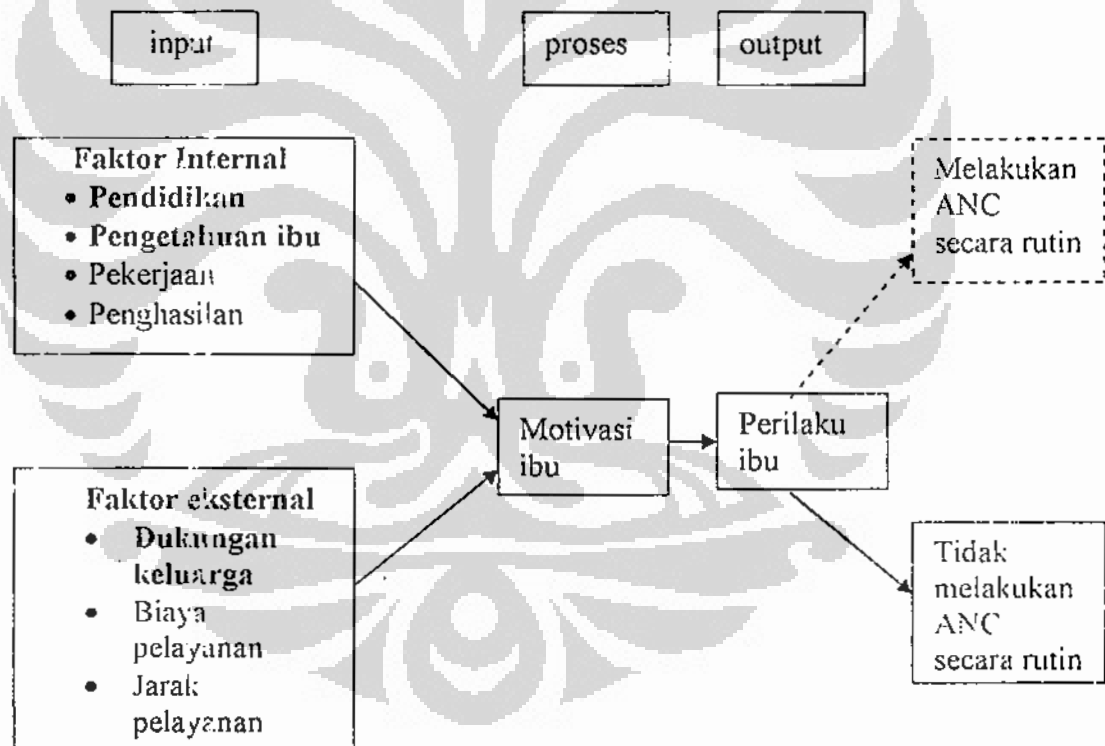 input
proses
output
Faktor Internal
• Pendidikan
• Pengetahuan ibu
• Pekerjaan
• Penghasilan
Faktor eksternal
• Dukungan
keluarga
• Biaya
pelayanan
• Jarak
pelayanan
Motivasi
ibu
Perilaku
ibu
Melakukan
ANC
secara rutin
Tidak
melakukan
ANC
secara rutin